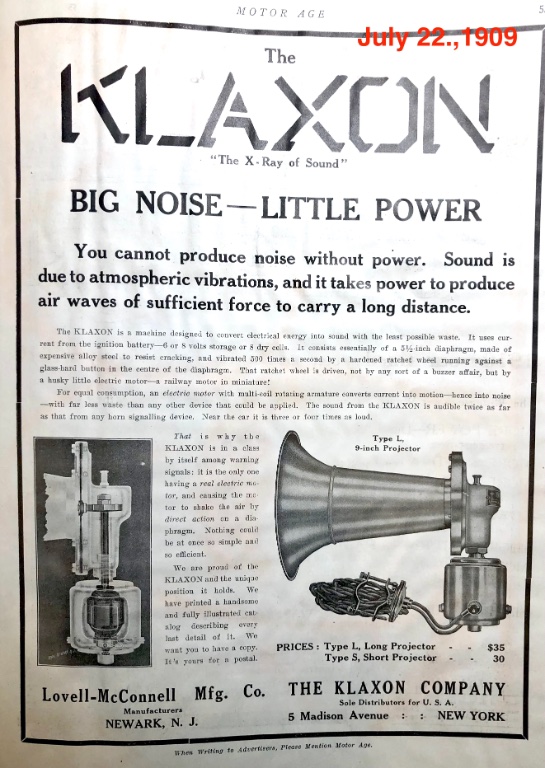 MOTOR AGE
July 22.,1909
The
KLAXON
"The X-Ray of Sound"
BIG NOISE—LITTLE POWER
You cannot produce noise without power. Sound is
due to atmospheric vibrations, and it takes power to produce
air waves of sufficient force to carry a long distance.
The KLAXON is a machine designed to convert electrical energy into sound with the least possible waste. It uses cur-
rent from the ignition battery—6 or 8 volts storage or 8 dry cells. It consists essentially of a 5½-inch diaphragm, made of
expensive alloy steel to resist cracking, and vibrated 500 times a second by a hardened ratchet wheel running against a
glass-hard button in the centre of the diaphragm. That ratchet wheel is driven, not by any sort of a buzzer affair, but by
a husky little electric motor—a railway motor in miniature!
For equal consumption, an electric motor with multi-coil rotating armature converts current into motion—hence into noise
—with far less waste than any other device that could be applied. The sound from the KLAXON is audible twice as far
as that from any horn signalling device. Near the car it is three or four times as loud.
That is why the
KLAXON is in a class
by itself among warning
signals: it is the only one
having a real electric mo-
tor, and causing the mo-
tor to shake the air by
direct action on a dia-
phragm. Nothing could
be at once so simple and
so efficient.
We are proud of the
KLAXON and the unique
position it holds. We
have printed a handsome
and fully illustrated cat-
alog describing every
last detail of it. We
want you to have a copy.
It's yours for a postal.
Type L,
9-inch Projector
PRICES: Type L, Long Projector - - $35
Type S, Short Projector - - 30
Lovell-McConnell Mfg. Co.
Manufacturers
NEWARK, N. J.
THE KLAXON COMPANY
Sole Distributers for U. S. A.
5 Madison Avenue : : NEW YORK
When Writing to Advertisers, Please Mention Motor Age.